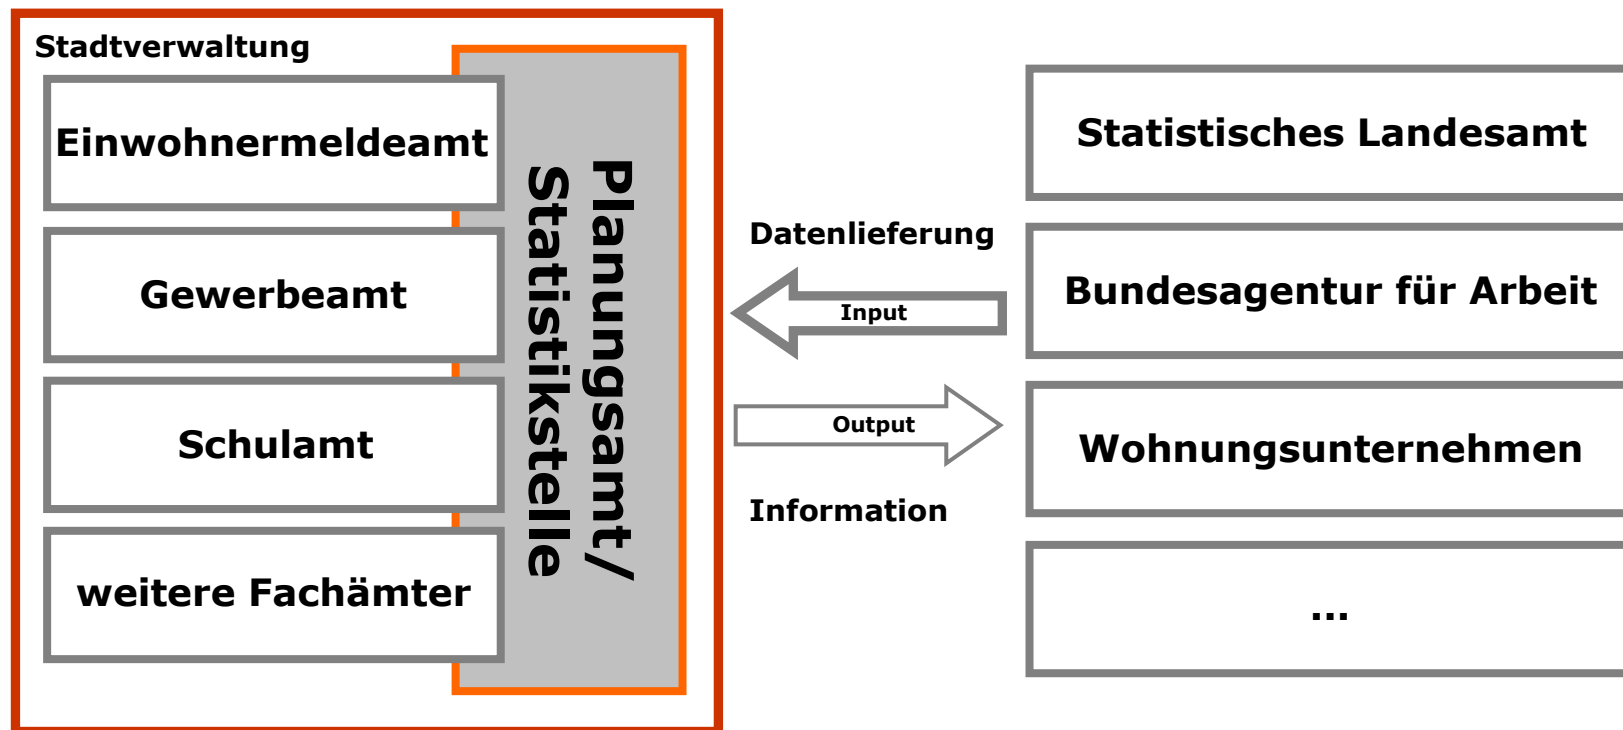 Stadtverwaltung
Einwohnermeldeamt
Gewerbeamt
Schulamt
weitere Fachämter
Planungsamt/
Statistikstelle
Datenlieferung
Input
Output
Information
Statistisches Landesamt
Bundesagentur für Arbeit
Wohnungsunternehmen
...